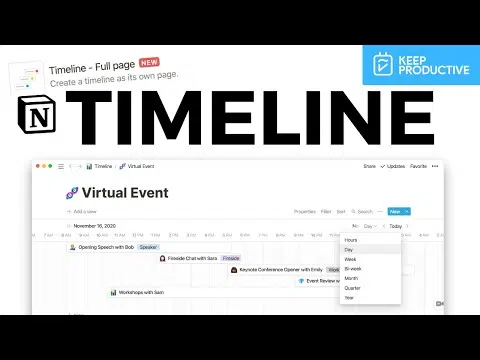 Timeline - Full page NEW
Create a timeline as its own page.
KEEP
PRODUCTIVE
N TIMELINE
Timeline / Virtual Event
Share Updates Favorite
Virtual Event
+ Add a view
Properties Filter Sort Search New
November 16, 2020
Day Today
Hours
Day
Week
Bi-week
Month
Quarter
Year
Opening Speech with Bob Speaker
Fireside Chat with Sara Fireside
Keynote Conference Opener with Emily
Event Review
Workshops with Sam